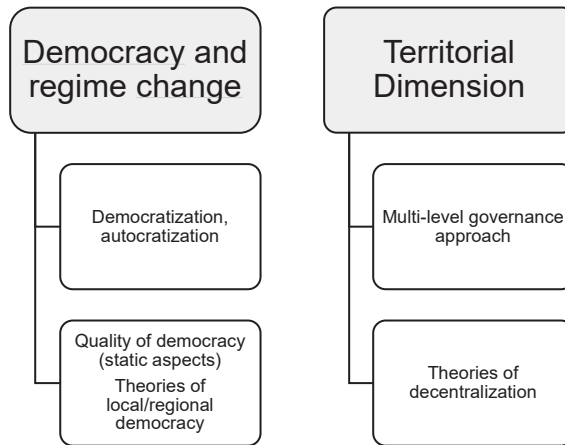 Democracy and
regime change
Democratization,
autocratization
Quality of democracy
(static aspects)
Theories of
local/regional
democracy
Territorial
Dimension
Multi-level governance
approach
Theories of
decentralization